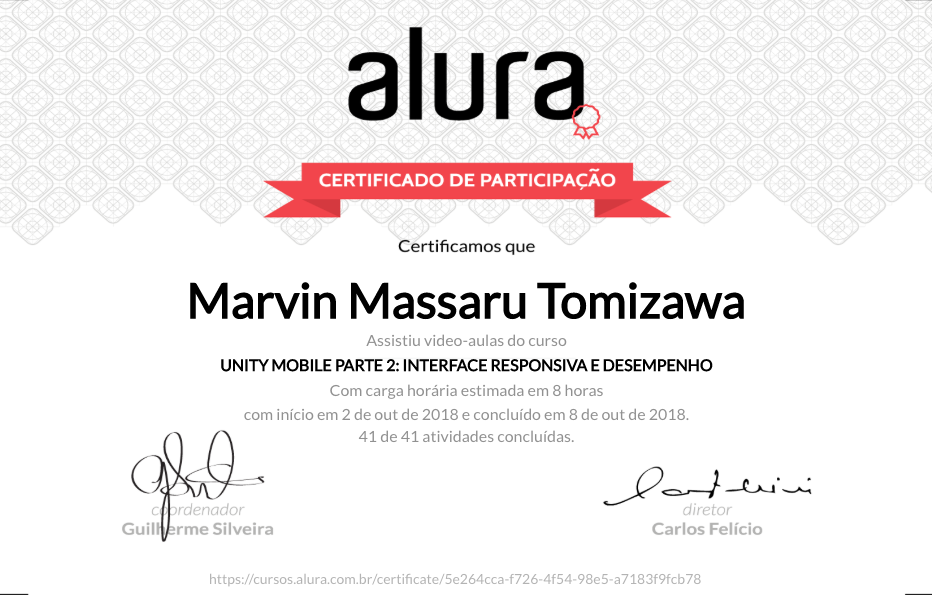 alura
CERTIFICADO DE PARTICIPAÇÃO
Certificamos que
Marvin Massaru Tomizawa
Assistiu video-aulas do curso
UNITY MOBILE PARTE 2: INTERFACE RESPONSIVA E DESEMPENHO
Com carga horária estimada em 8 horas
com início em 2 de out de 2018 e concluído em 8 de out de 2018.
41 de 41 atividades concluídas.
coordenador
Guilherme Silveira
diretor
Carlos Felício
https://cursos.alura.com.br/certificate/5e264cca-f726-4f54-98e5-a7183f9fcb78